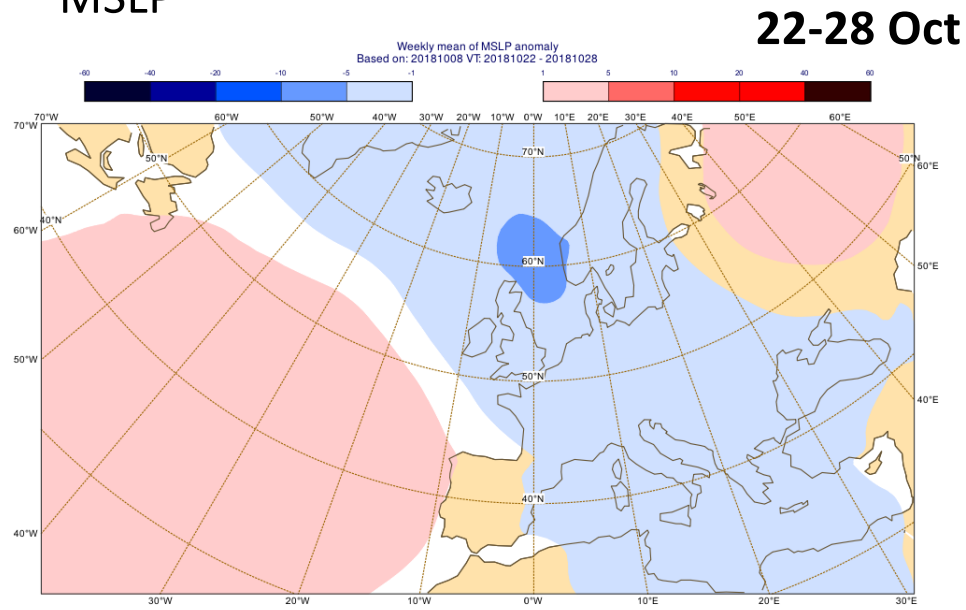 MSLP
22-28 Oct
Weekly mean of MSLP anomaly
Based on: 20181008 VT: 20181022 - 20181028
-60 -40 -20 -10 -5 -1 1 5 10 20 40 60
70°W 60°W 50°W 40°W 30°W 20°W 10°W 0°W 10°E 20°E 30°E 40°E 50°E 60°E
70°W
70°N
50°N
50°N
60°E
40°N
60°W
60°N
50°E
50°W
50°N
40°E
40°N
40°W
30°W 20°W 10°W 0°W 10°E 20°E 30°E